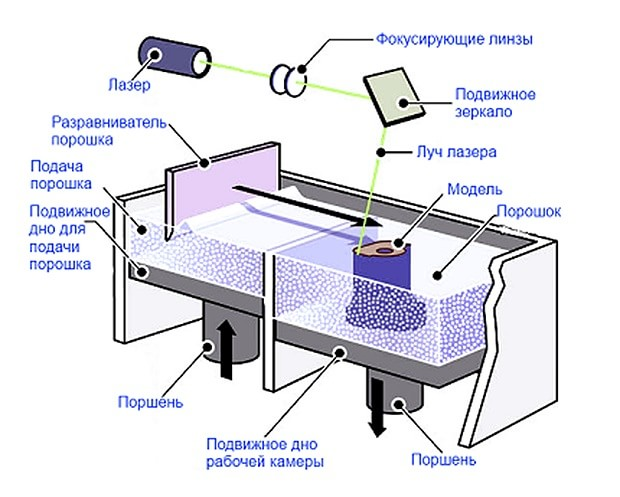 Фокусирующие линзы
Лазер
Подвижное
зеркало
Разравниватель
порошка
Луч лазера
Подача
порошка
Модель
Порошок
Подвижное
дно для
подачи
порошка
Поршень
Подвижное дно
рабочей камеры
Поршень